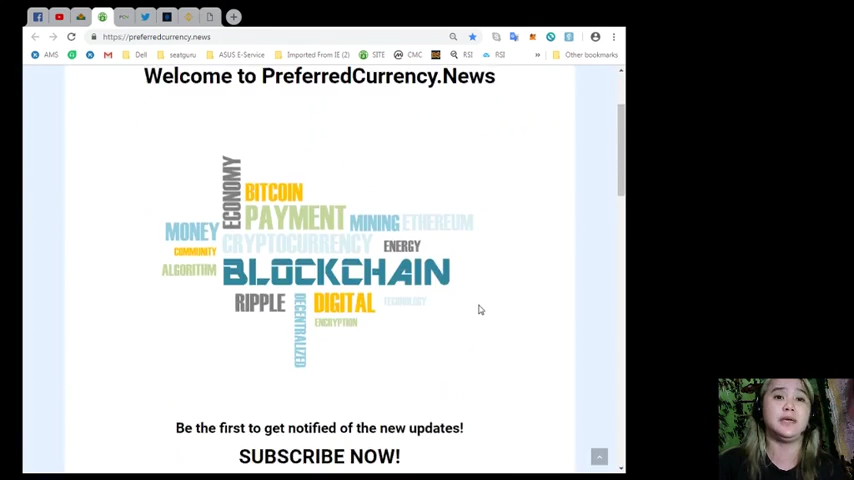 https://preferredcurrency.news
AMS
Dell
seatguru
ASUS E-Service
Imported From IE (2)
SITE
CMC
RSI
RSI
»
Other bookmarks
Welcome to PreferredCurrency.News
ECONOMY
BITCOIN
PAYMENT
MONEY
MINING
ETHEREUM
CRYPTOCURRENCY
COMMUNITY
ENERGY
ALGORITHM
BLOCKCHAIN
RIPPLE
DECENTRALIZED
DIGITAL
TECHNOLOGY
ENCRYPTION
Be the first to get notified of the new updates!
SUBSCRIBE NOW!